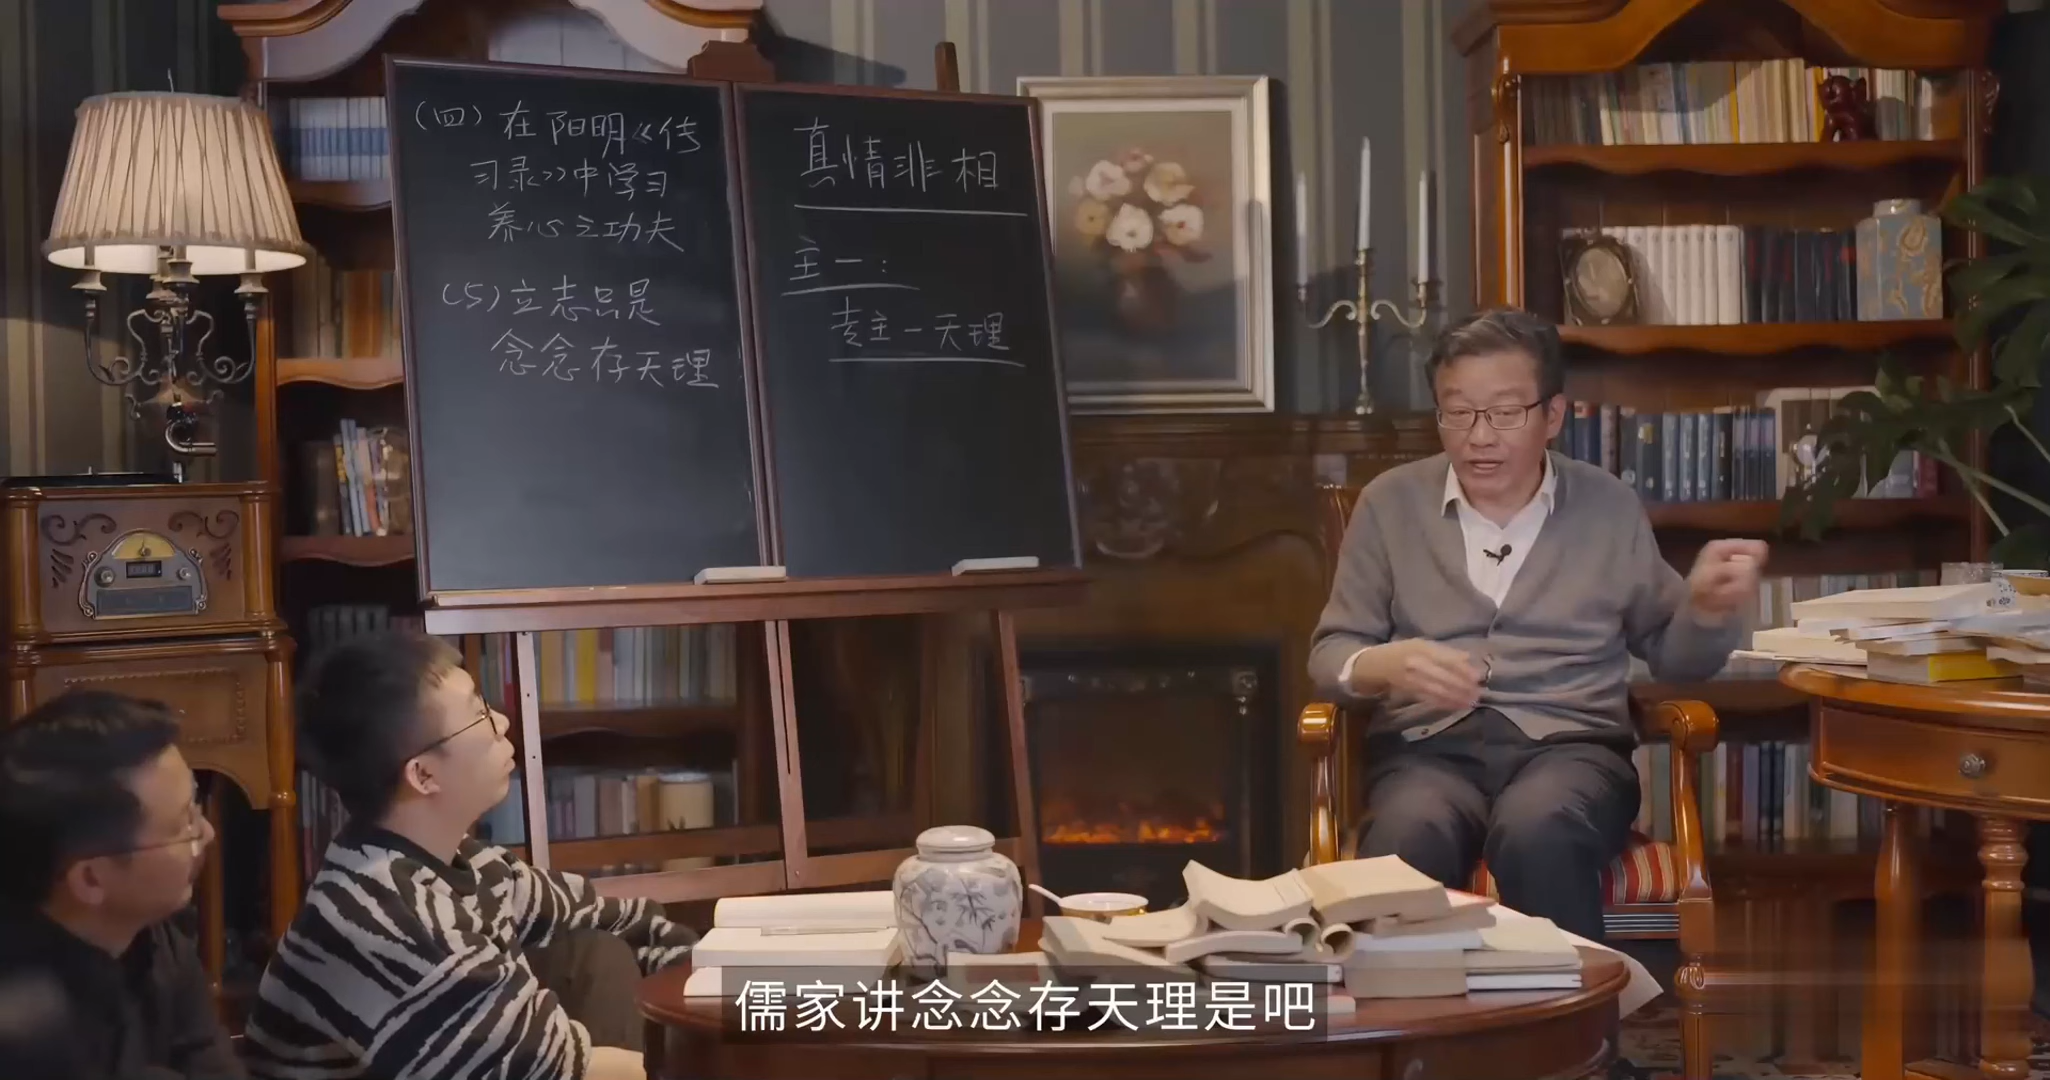 (四) 在阳明《传
习录》中学习
养心之功夫
(5) 立志只是
念念存天理
真情非相
主一：
专主一天理
儒家讲念念存天理是吧